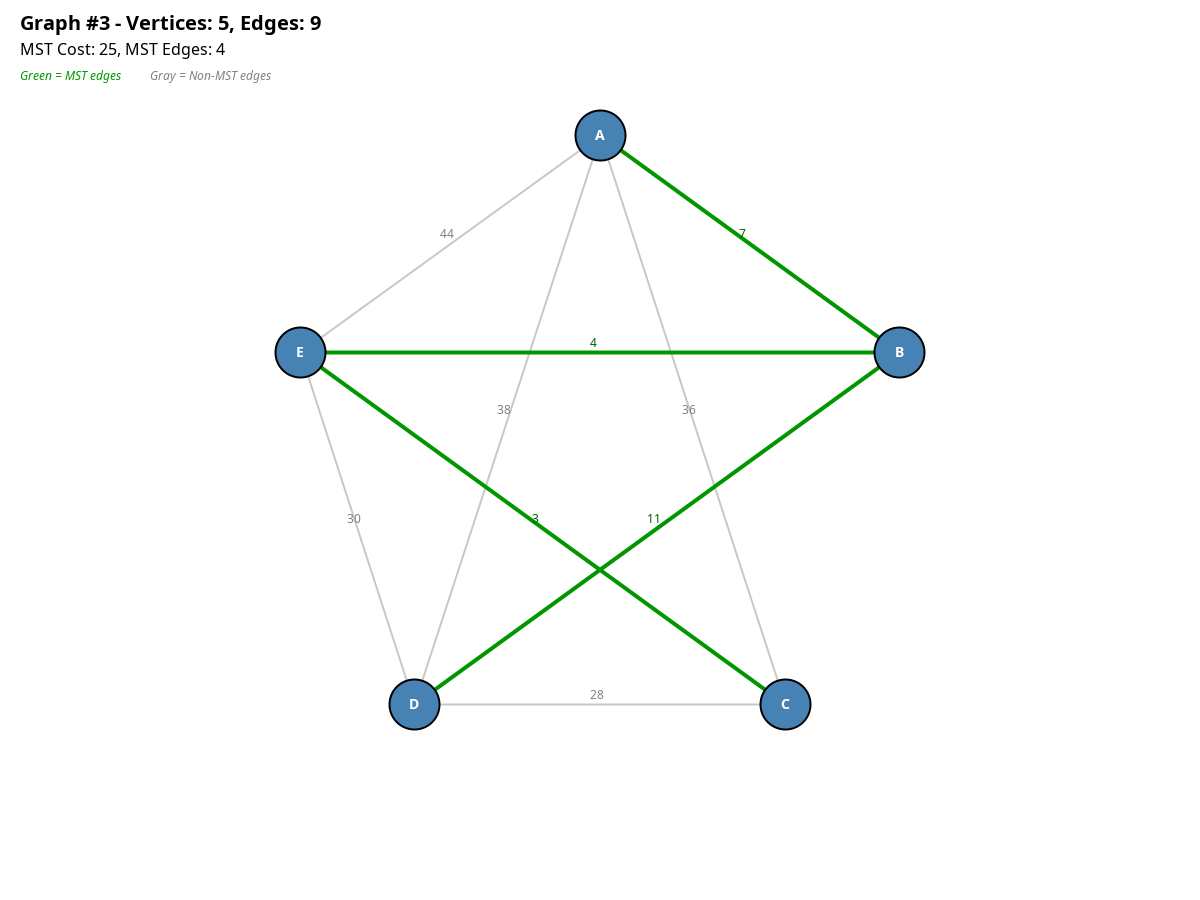 Graph #3 - Vertices: 5, Edges: 9
MST Cost: 25, MST Edges: 4
Green = MST edges Gray = Non-MST edges
A
44
7
4
E
B
38
36
30
3
11
28
D
C